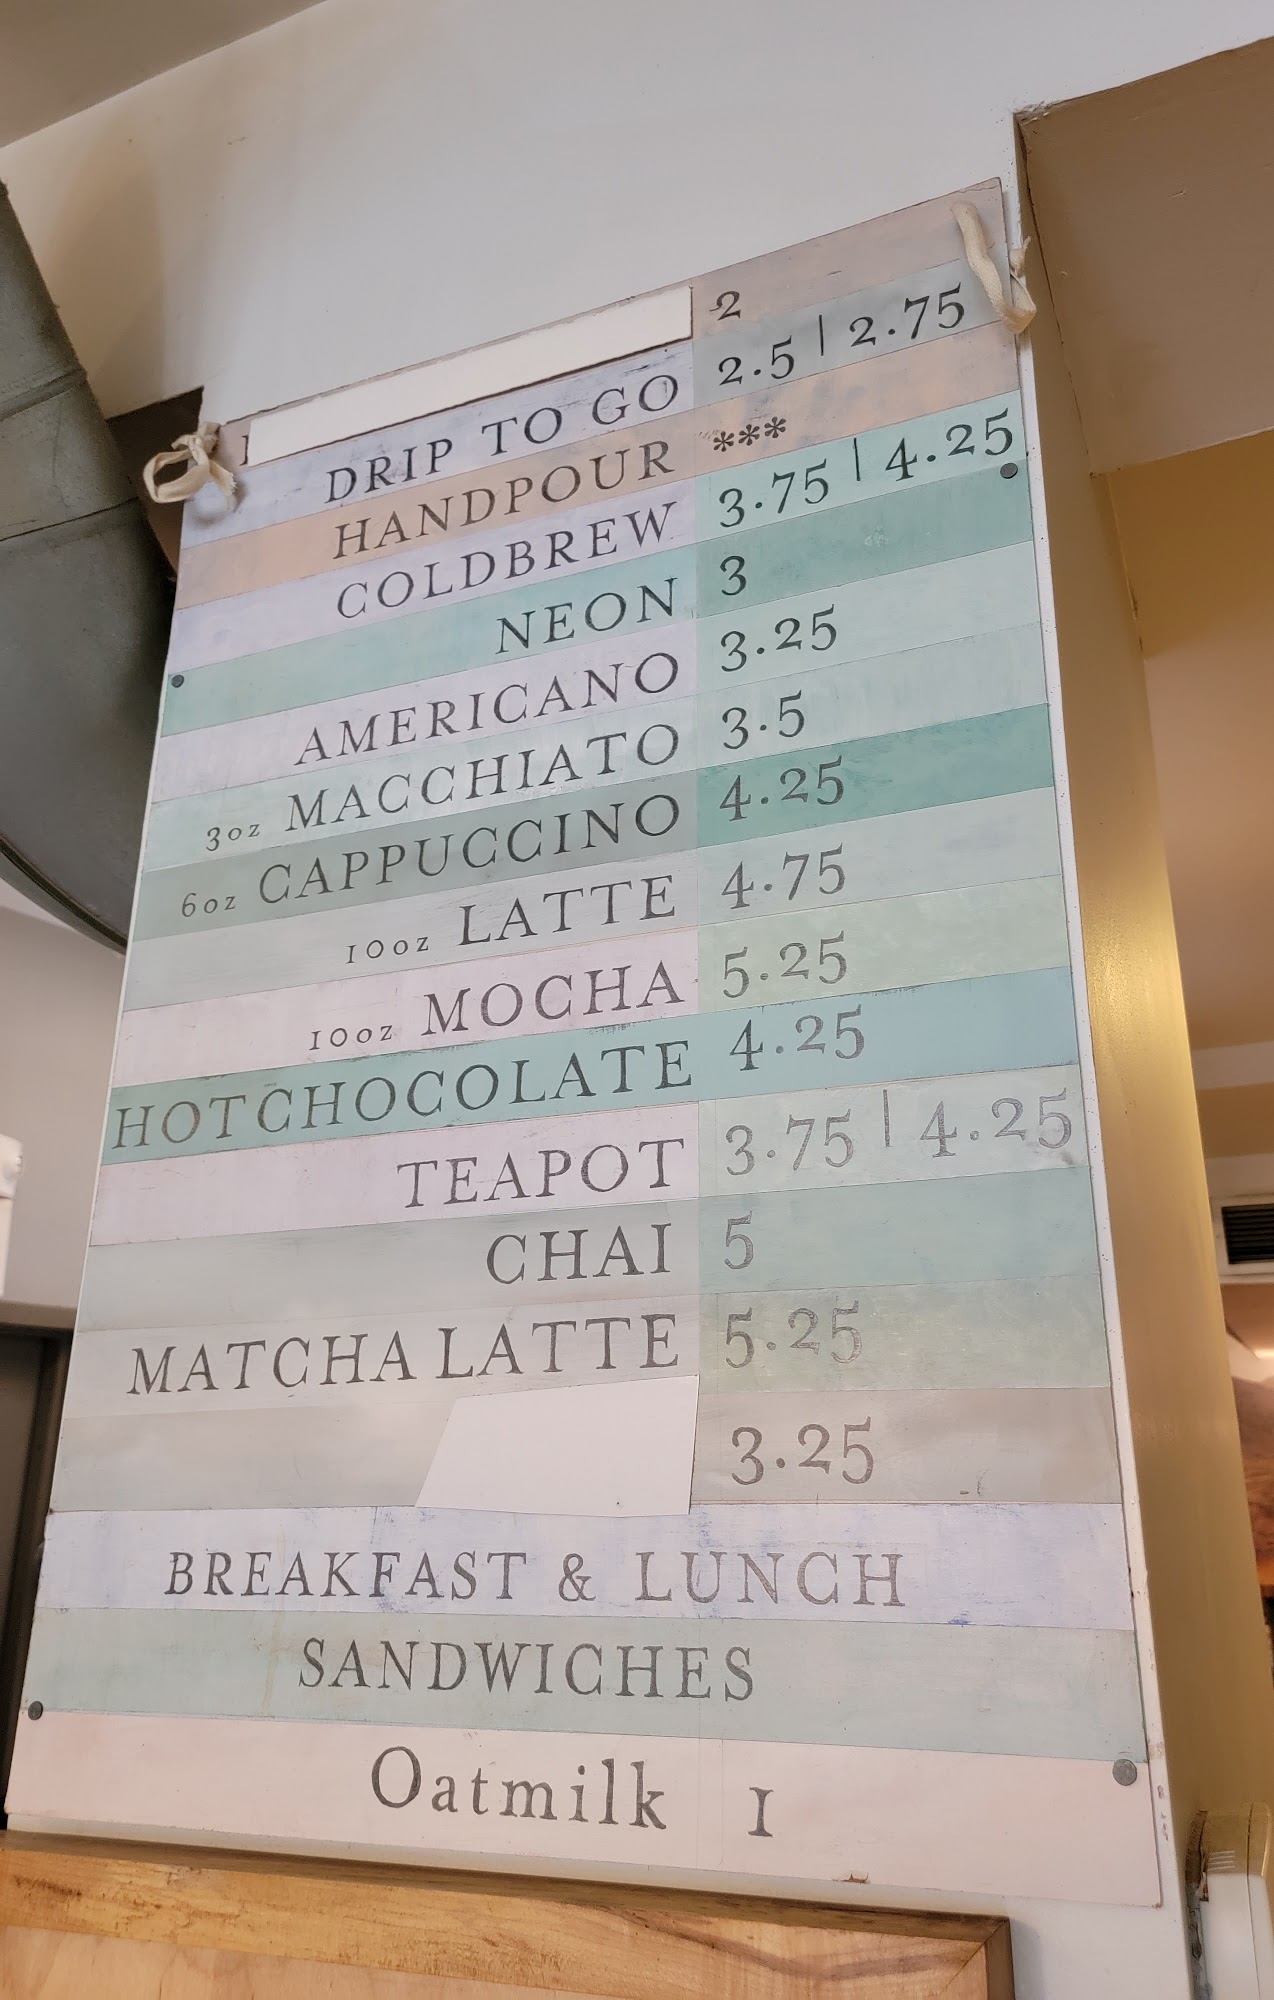 2
DRIP TO GO 2.5 | 2.75
HANDPOUR ***
COLDBREW 3.75 | 4.25
NEON 3
AMERICANO 3.25
3oz MACCHIATO 3.5
6oz CAPPUCCINO 4.25
10oz LATTE 4.75
10oz MOCHA 5.25
HOT CHOCOLATE 4.25
TEAPOT 3.75 | 4.25
CHAI 5
MATCHA LATTE 5.25
3.25
BREAKFAST & LUNCH
SANDWICHES
Oatmilk 1